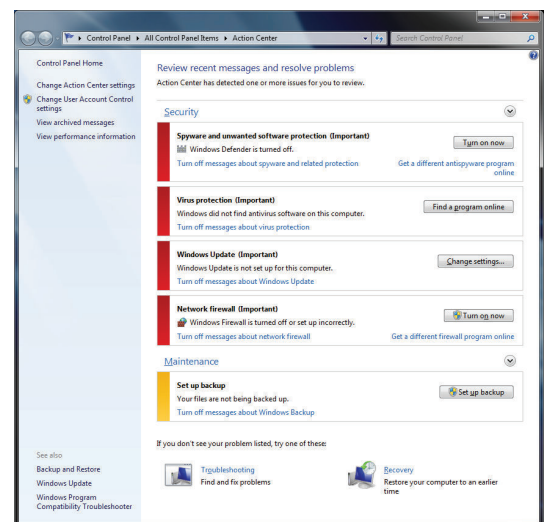 Control Panel ▸ All Control Panel Items ▸ Action Center
Search Control Panel
Control Panel Home
Change Action Center settings
Change User Account Control
settings
View archived messages
View performance information
See also
Backup and Restore
Windows Update
Windows Program
Compatibility Troubleshooter
Review recent messages and resolve problems
Action Center has detected one or more issues for you to review.
Security
Spyware and unwanted software protection (Important)
Windows Defender is turned off.
Turn on now
Turn off messages about spyware and related protection
Get a different antispyware program
online
Virus protection (Important)
Windows did not find antivirus software on this computer.
Find a program online
Turn off messages about virus protection
Windows Update (Important)
Windows Update is not set up for this computer.
Change settings...
Turn off messages about Windows Update
Network firewall (Important)
Windows Firewall is turned off or set up incorrectly.
Turn on now
Turn off messages about network firewall
Get a different firewall program online
Maintenance
Set up backup
Your files are not being backed up.
Set up backup
Turn off messages about Windows Backup
If you don't see your problem listed, try one of these:
Troubleshooting
Find and fix problems
Recovery
Restore your computer to an earlier
time